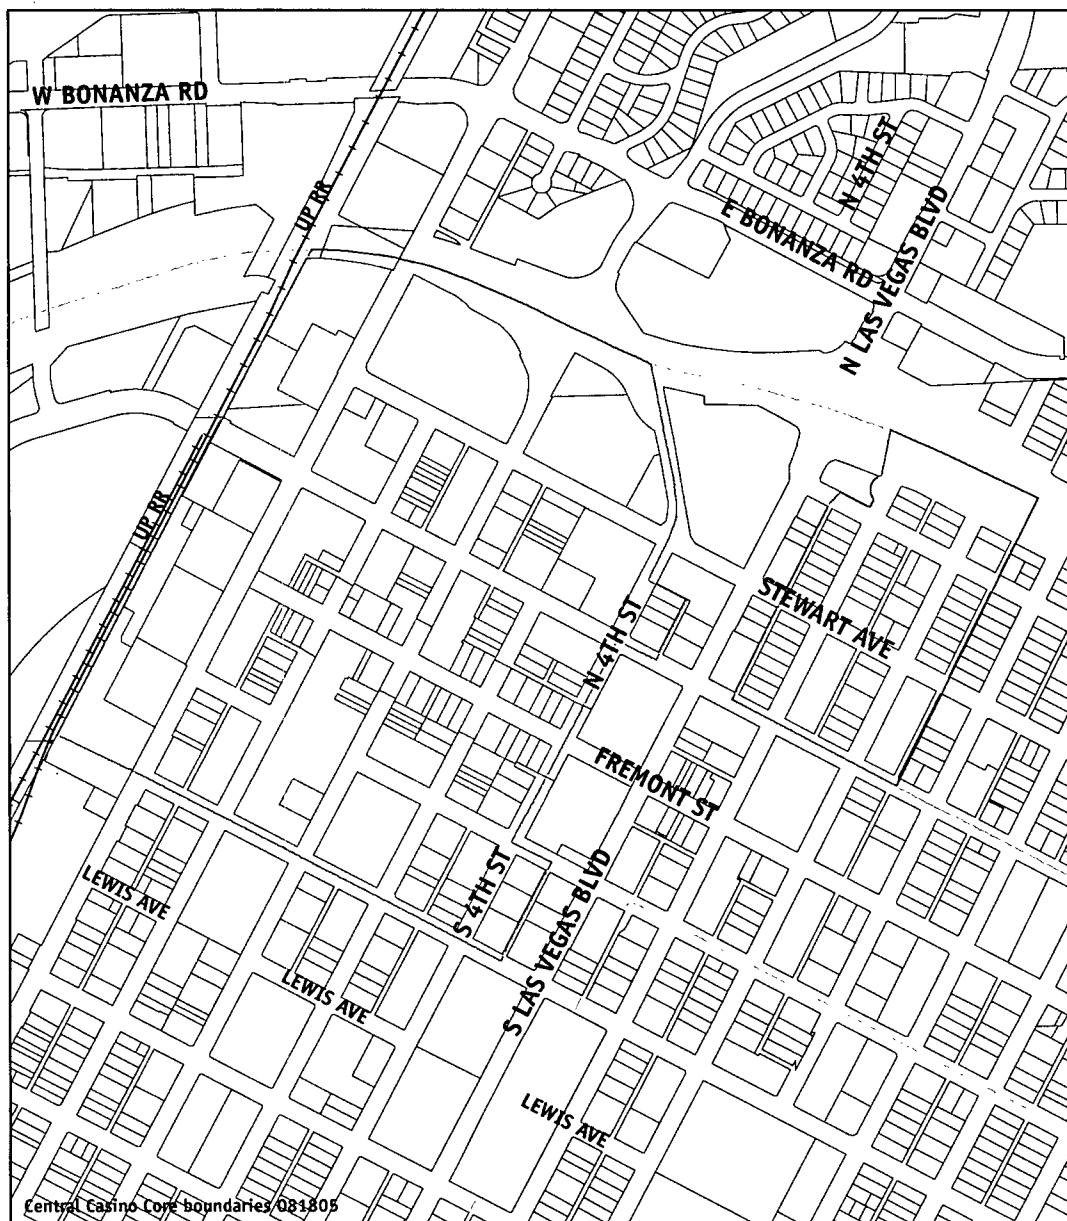 W BONANZA RD
N 4TH ST
UP RR
E BONANZA RD
N LAS VEGAS BLVD
UP RR
STEWART AVE
N 4TH ST
FREMONT ST
LEWIS AVE
S 4TH ST
S LAS VEGAS BLVD
LEWIS AVE
LEWIS AVE
Central Casino Core boundaries 081805